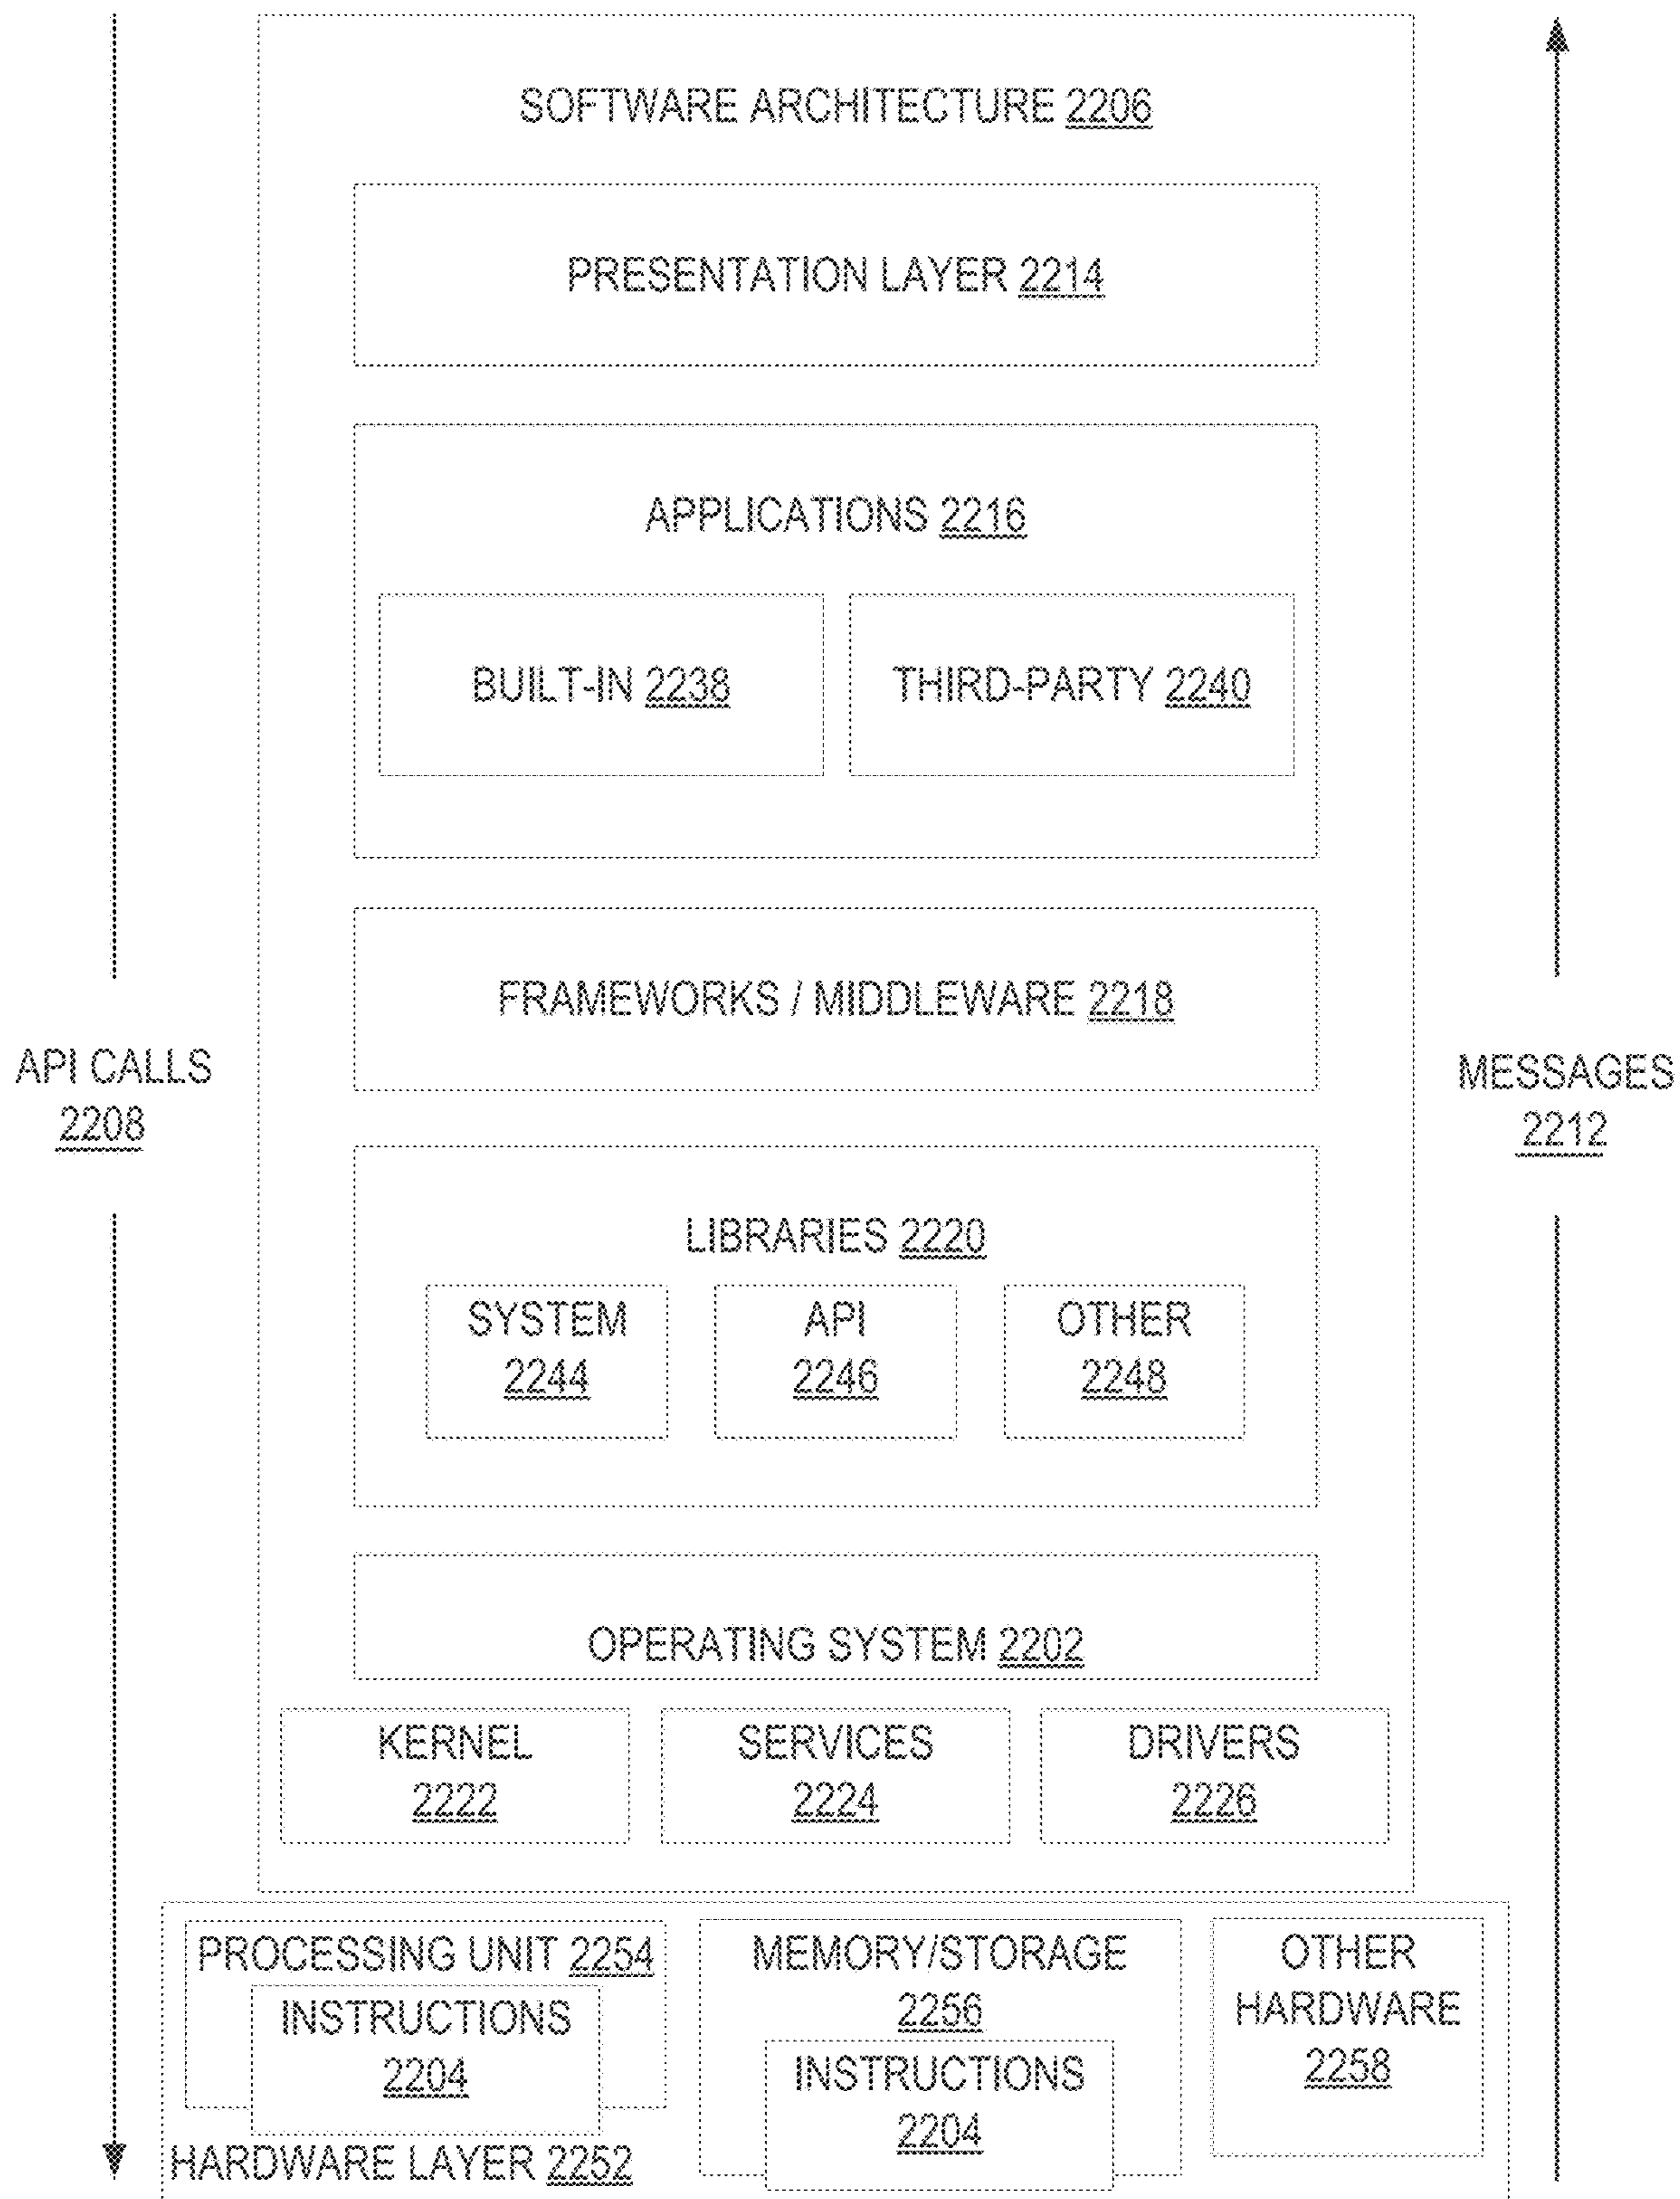 SOFTWARE ARCHITECTURE 2206
PRESENTATION LAYER 2214
APPLICATIONS 2216
BUILT-IN 2238
THIRD-PARTY 2240
FRAMEWORKS / MIDDLEWARE 2218
API CALLS
2208
MESSAGES
2212
LIBRARIES 2220
SYSTEM
2244
API
2246
OTHER
2248
OPERATING SYSTEM 2202
KERNEL
2222
SERVICES
2224
DRIVERS
2226
PROCESSING UNIT 2254
INSTRUCTIONS
2204
MEMORY/STORAGE
2256
INSTRUCTIONS
2204
OTHER
HARDWARE
2258
HARDWARE LAYER 2252